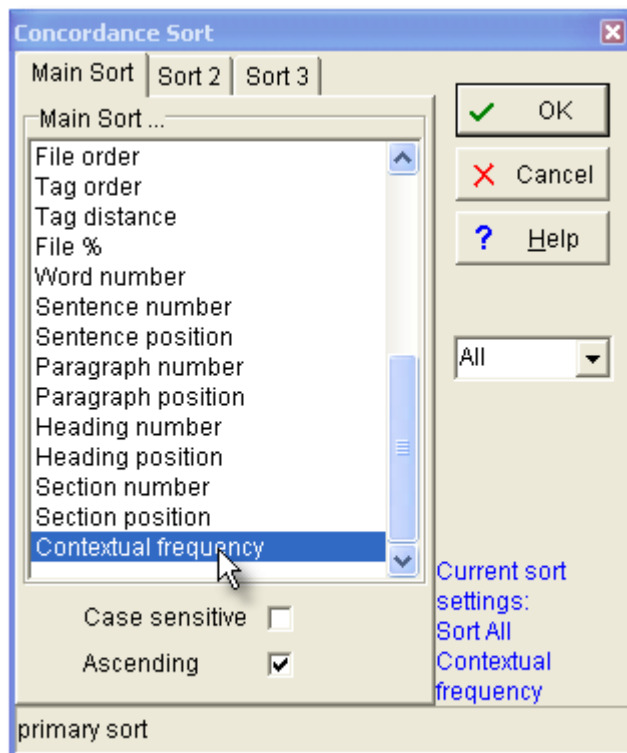 Concordance Sort
Main Sort
Sort 2
Sort 3
Main Sort ...
File order
Tag order
Tag distance
File %
Word number
Sentence number
Sentence position
Paragraph number
Paragraph position
Heading number
Heading position
Section number
Section position
Contextual frequency
Case sensitive
Ascending
OK
Cancel
? Help
All
Current sort
settings:
Sort All
Contextual
frequency
primary sort